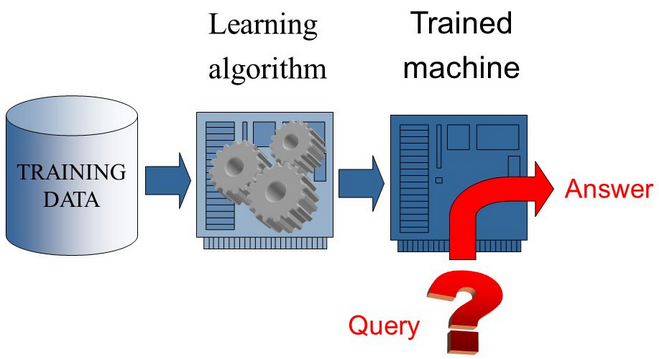 Learning
algorithm
Trained
machine
TRAINING
DATA
Answer
Query